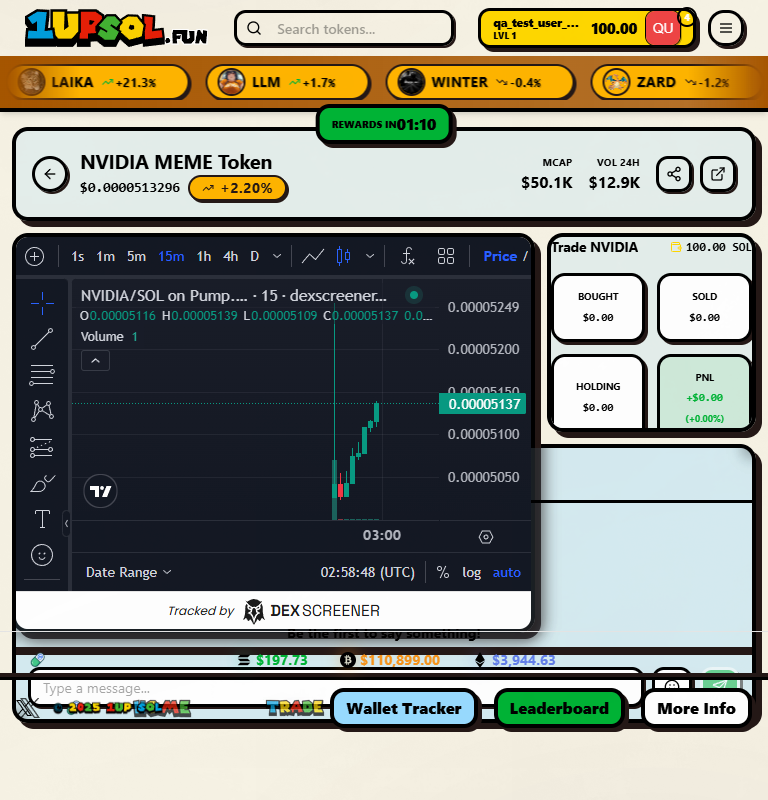 1UPSOL.FUN
Search tokens...
qa_test_user_...
LVL 1
100.00
QU
LAIKA +21.3%
LLM +1.7%
WINTER -0.4%
ZARD -1.2%
REWARDS IN 01:10
NVIDIA MEME Token
$0.0000513296
+2.20%
MCAP
$50.1K
VOL 24H
$12.9K
1s 1m 5m 15m 1h 4h D
Price /
NVIDIA/SOL on Pump.... · 15 · dexscreener...
O0.00005116 H0.00005139 L0.00005109 C0.00005137 0.0...
Volume 1
0.00005249
0.00005200
0.00005150
0.00005137
0.00005100
0.00005050
03:00
Date Range
02:58:48 (UTC)
% log auto
Tracked by DEX SCREENER
Trade NVIDIA
100.00 SOL
BOUGHT
$0.00
SOLD
$0.00
HOLDING
$0.00
PNL
+$0.00
(+0.00%)
Be the first to say something!
$197.73
$110,899.00
$3,944.63
Type a message...
© 2025 1UP
TRADE
Wallet Tracker
Leaderboard
More Info